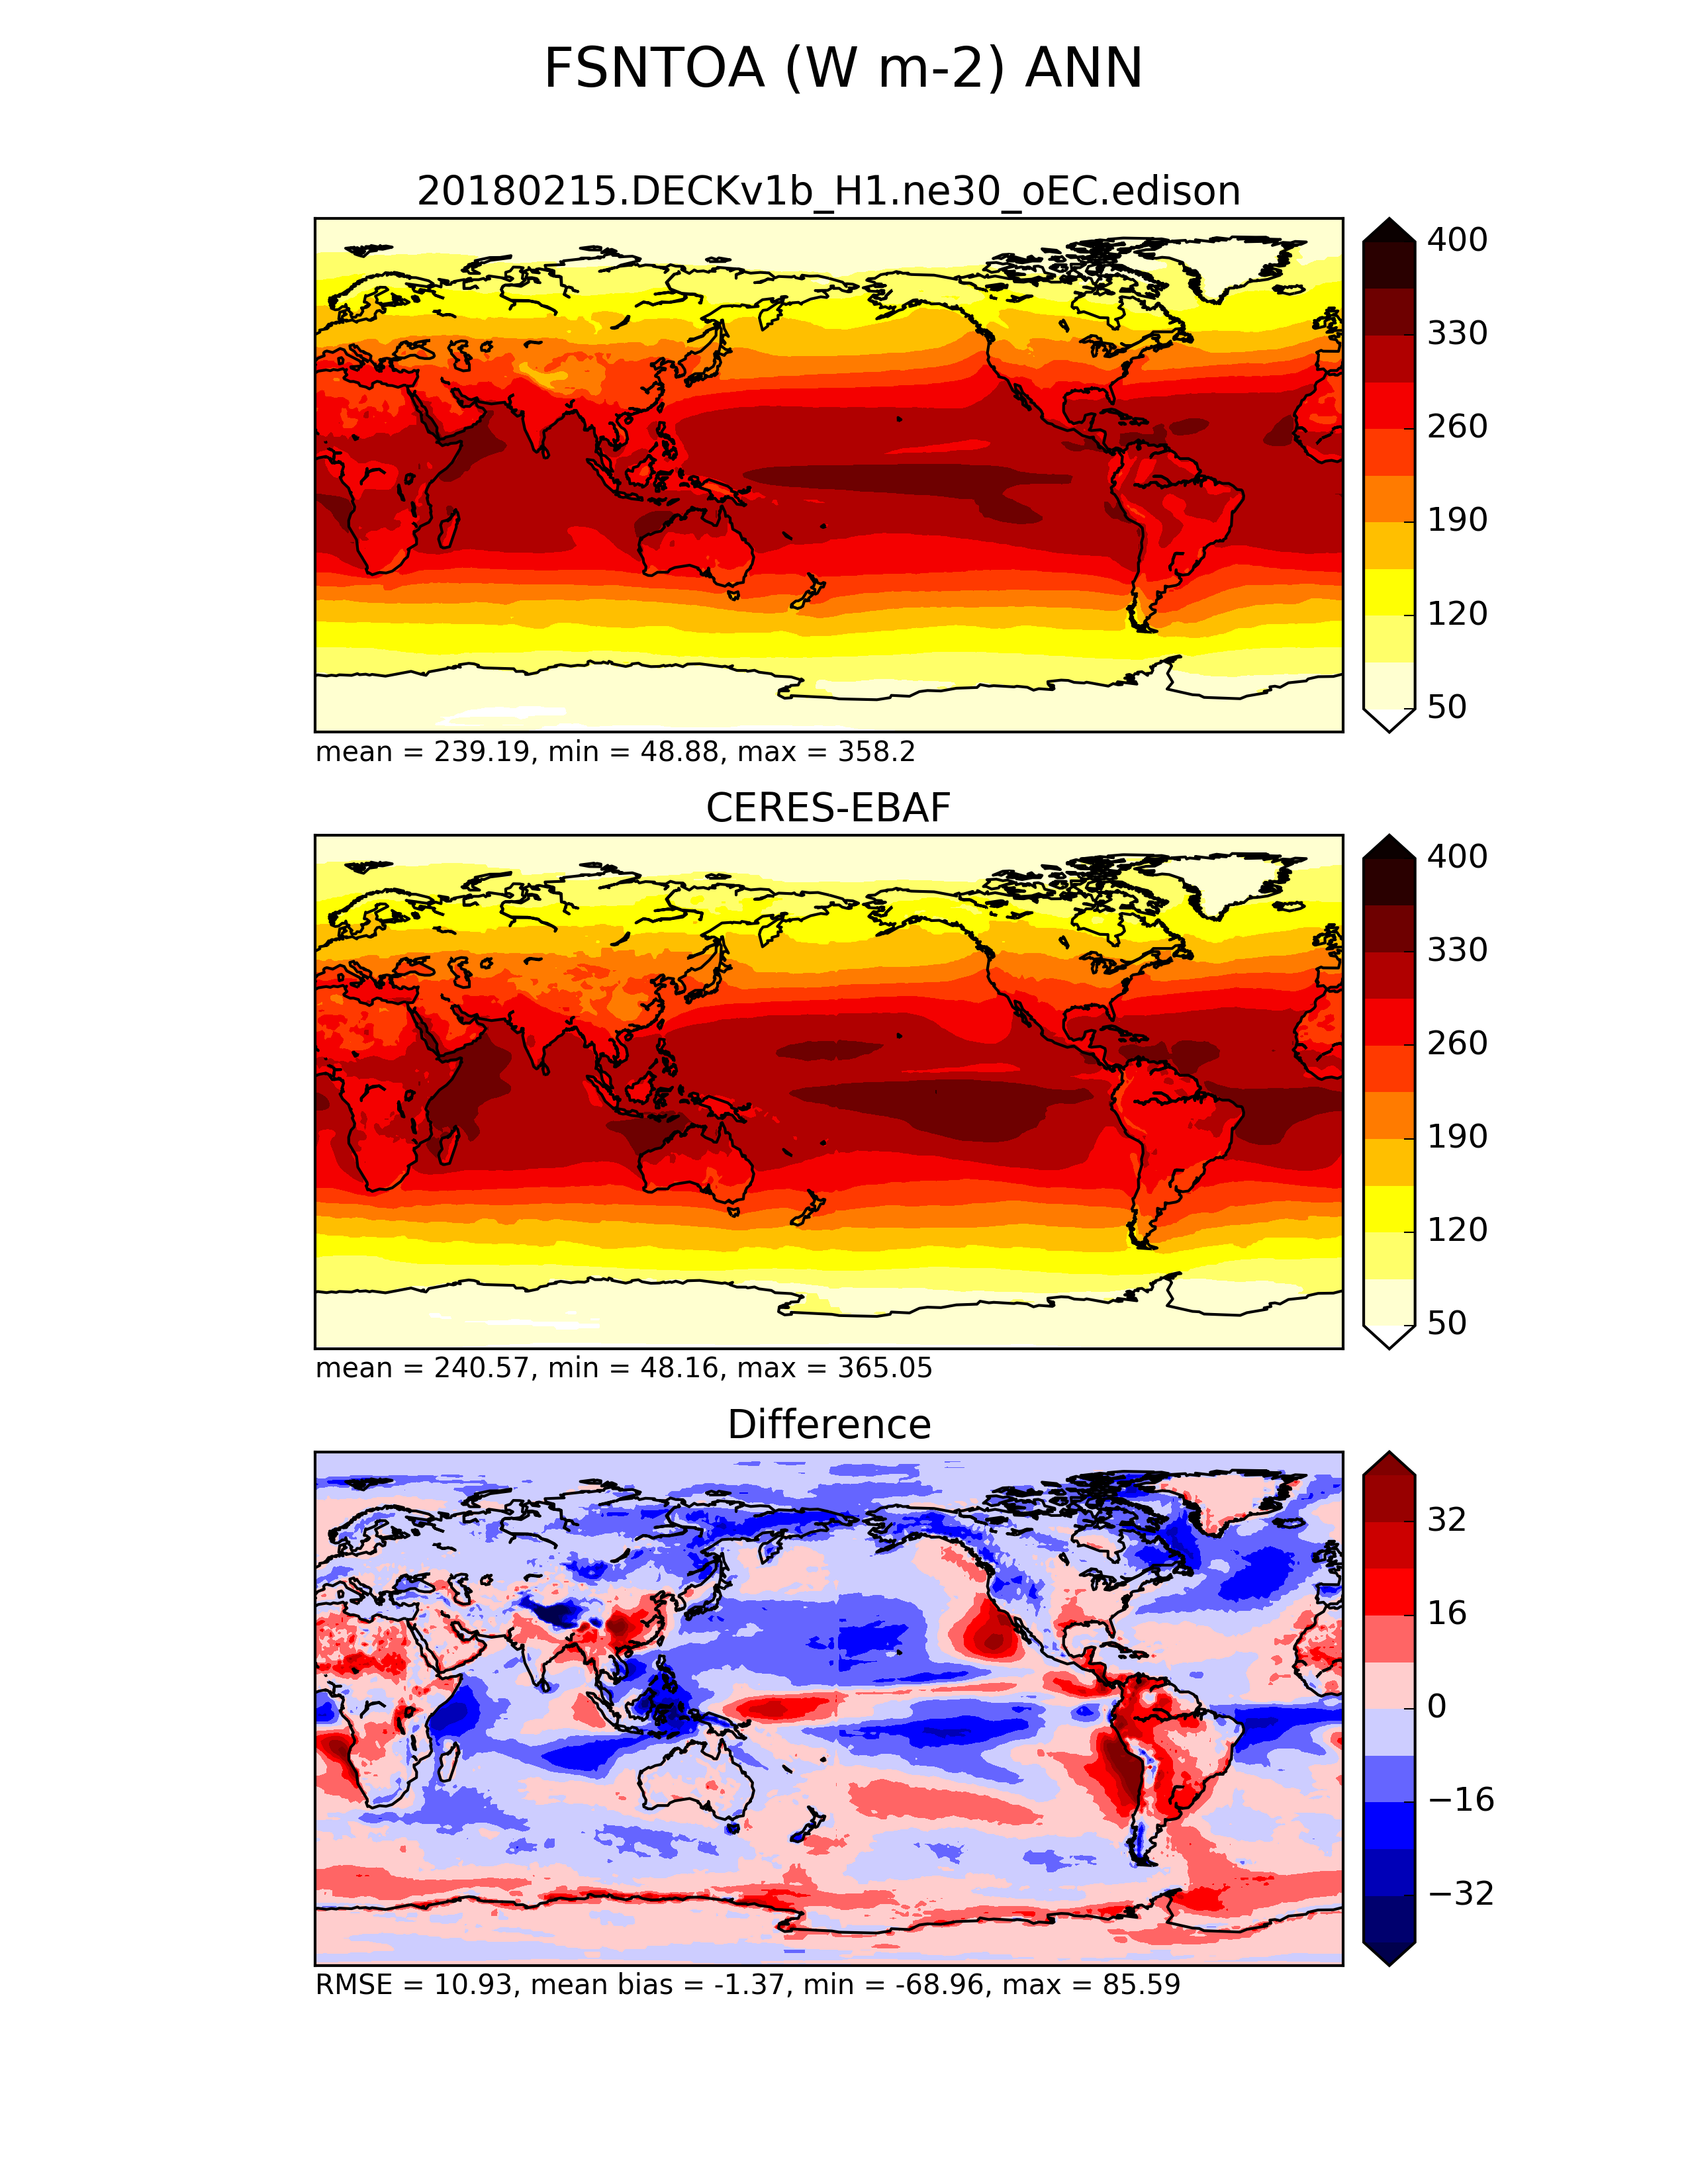 FSNTOA (W m-2) ANN
20180215.DECKv1b_H1.ne30_oEC.edison
400
330
260
190
120
50
mean = 239.19, min = 48.88, max = 358.2
CERES-EBAF
400
330
260
190
120
50
mean = 240.57, min = 48.16, max = 365.05
Difference
32
16
0
−16
−32
RMSE = 10.93, mean bias = -1.37, min = -68.96, max = 85.59